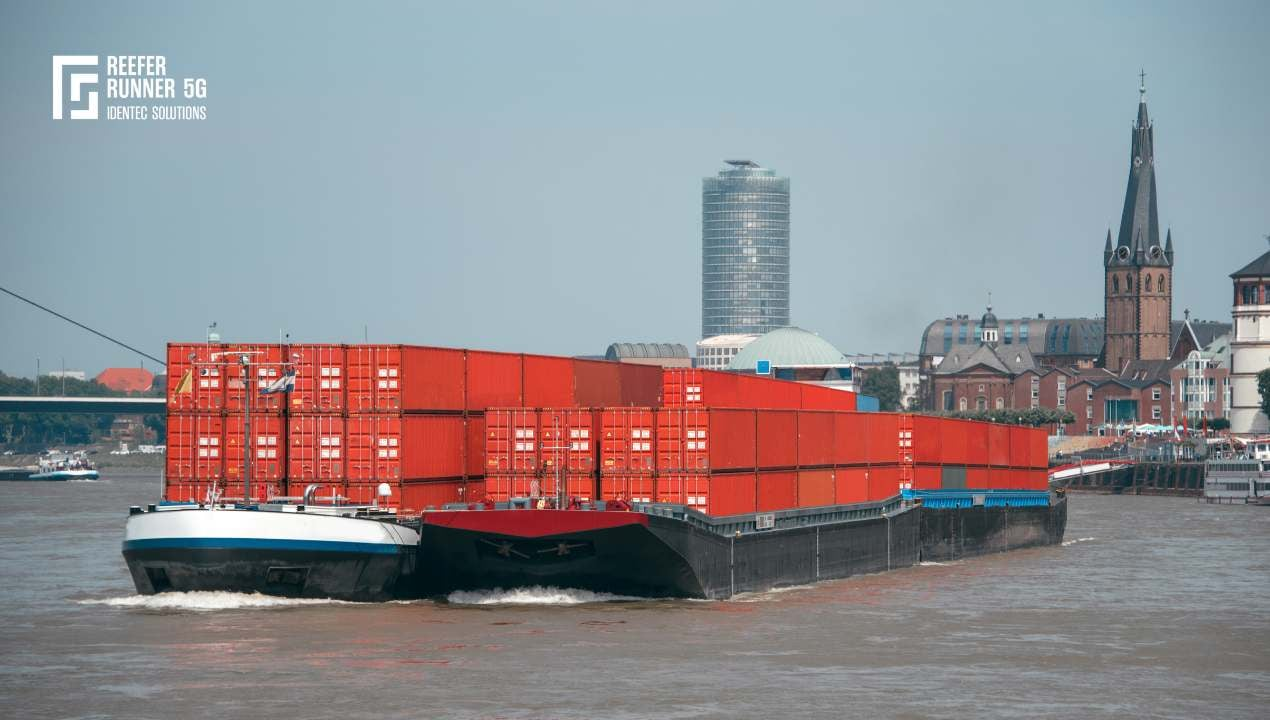 REEFER
RUNNER 5G
IDENTEC SOLUTIONS